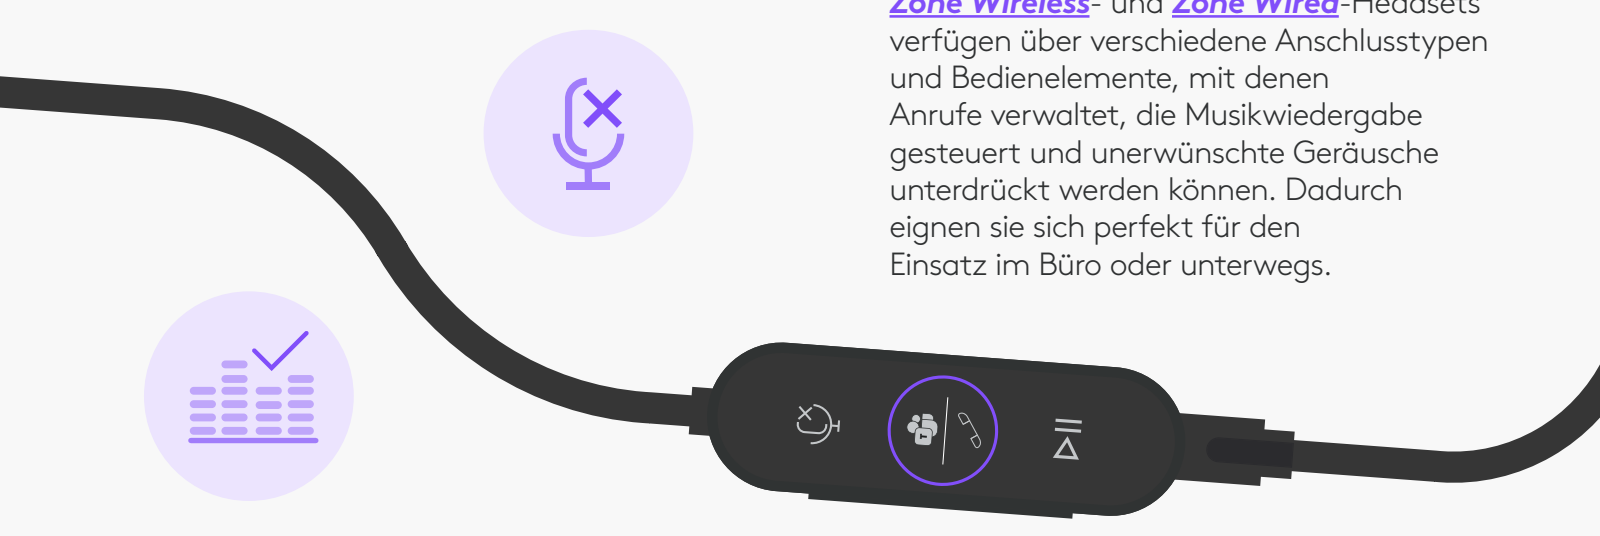 Zone Wireless- und Zone Wired-Headsets
verfügen über verschiedene Anschlusstypen
und Bedienelemente, mit denen
Anrufe verwaltet, die Musikwiedergabe
gesteuert und unerwünschte Geräusche
unterdrückt werden können. Dadurch
eignen sie sich perfekt für den
Einsatz im Büro oder unterwegs.